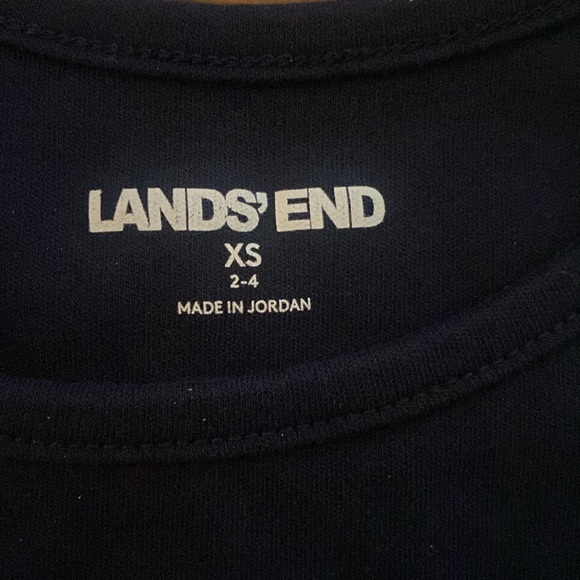 LANDS' END
XS
2-4
MADE IN JORDAN